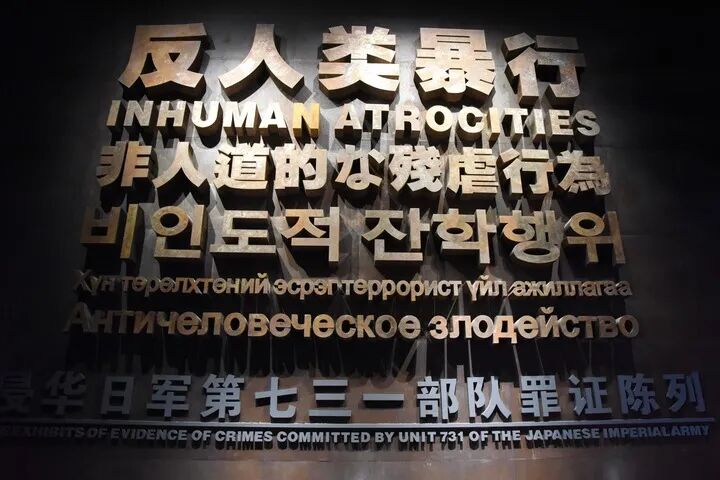 反人类暴行
INHUMAN ATROCITIES
非人道的な残虐行為
비인도적 잔학행위
Хүн төрөлхтөний эсрэг террорист үйл ажиллагаа
Античеловеческое злодейство
侵华日军第七三一部队罪证陈列
EXHIBITS OF EVIDENCE OF CRIMES COMMITTED BY UNIT 731 OF THE JAPANESE IMPERIAL ARMY